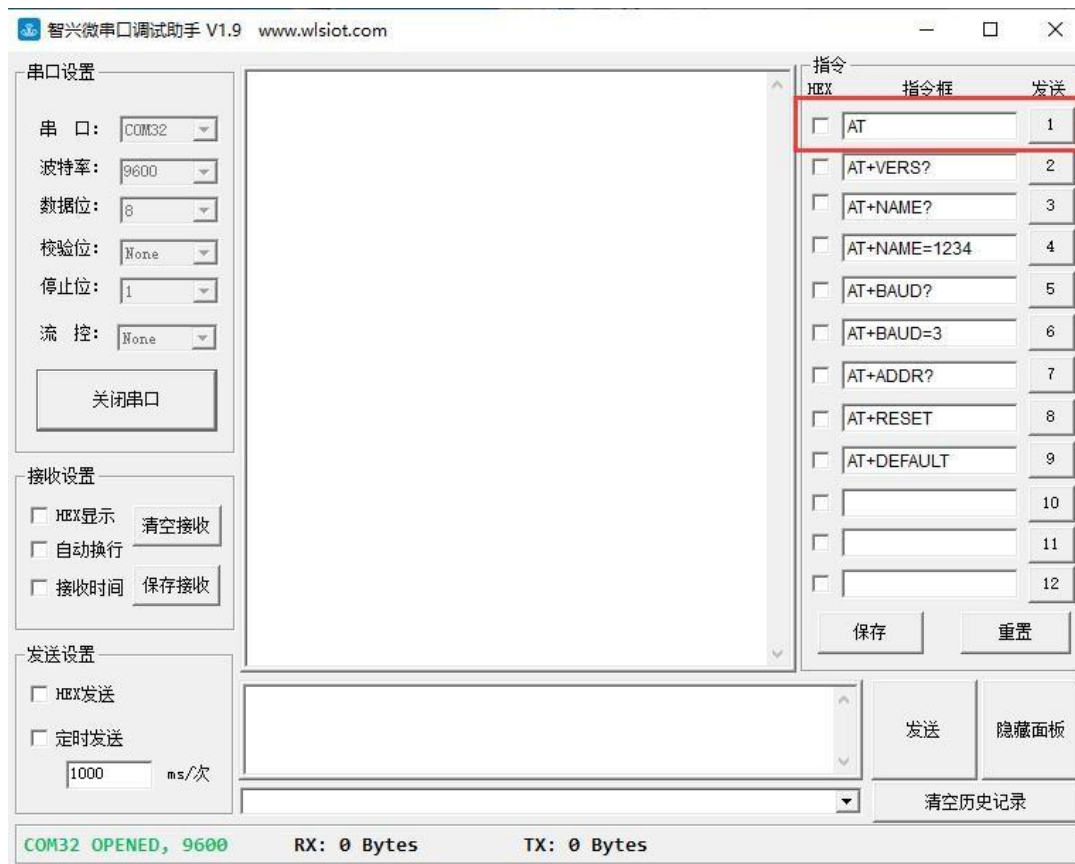 智兴微串口调试助手 V1.9 www.wlsiot.com
串口设置
串 口: COM32
波特率: 9600
数据位: 8
校验位: None
停止位: 1
流 控: None
关闭串口
接收设置
HEX显示
清空接收
自动换行
接收时间
保存接收
发送设置
HEX发送
定时发送
1000 ms/次
指令
HEX 指令框 发送
AT 1
AT+VERS? 2
AT+NAME? 3
AT+NAME=1234 4
AT+BAUD? 5
AT+BAUD=3 6
AT+ADDR? 7
AT+RESET 8
AT+DEFAULT 9
10
11
12
保存 重置
发送 隐藏面板
清空历史记录
COM32 OPENED, 9600 RX: 0 Bytes TX: 0 Bytes